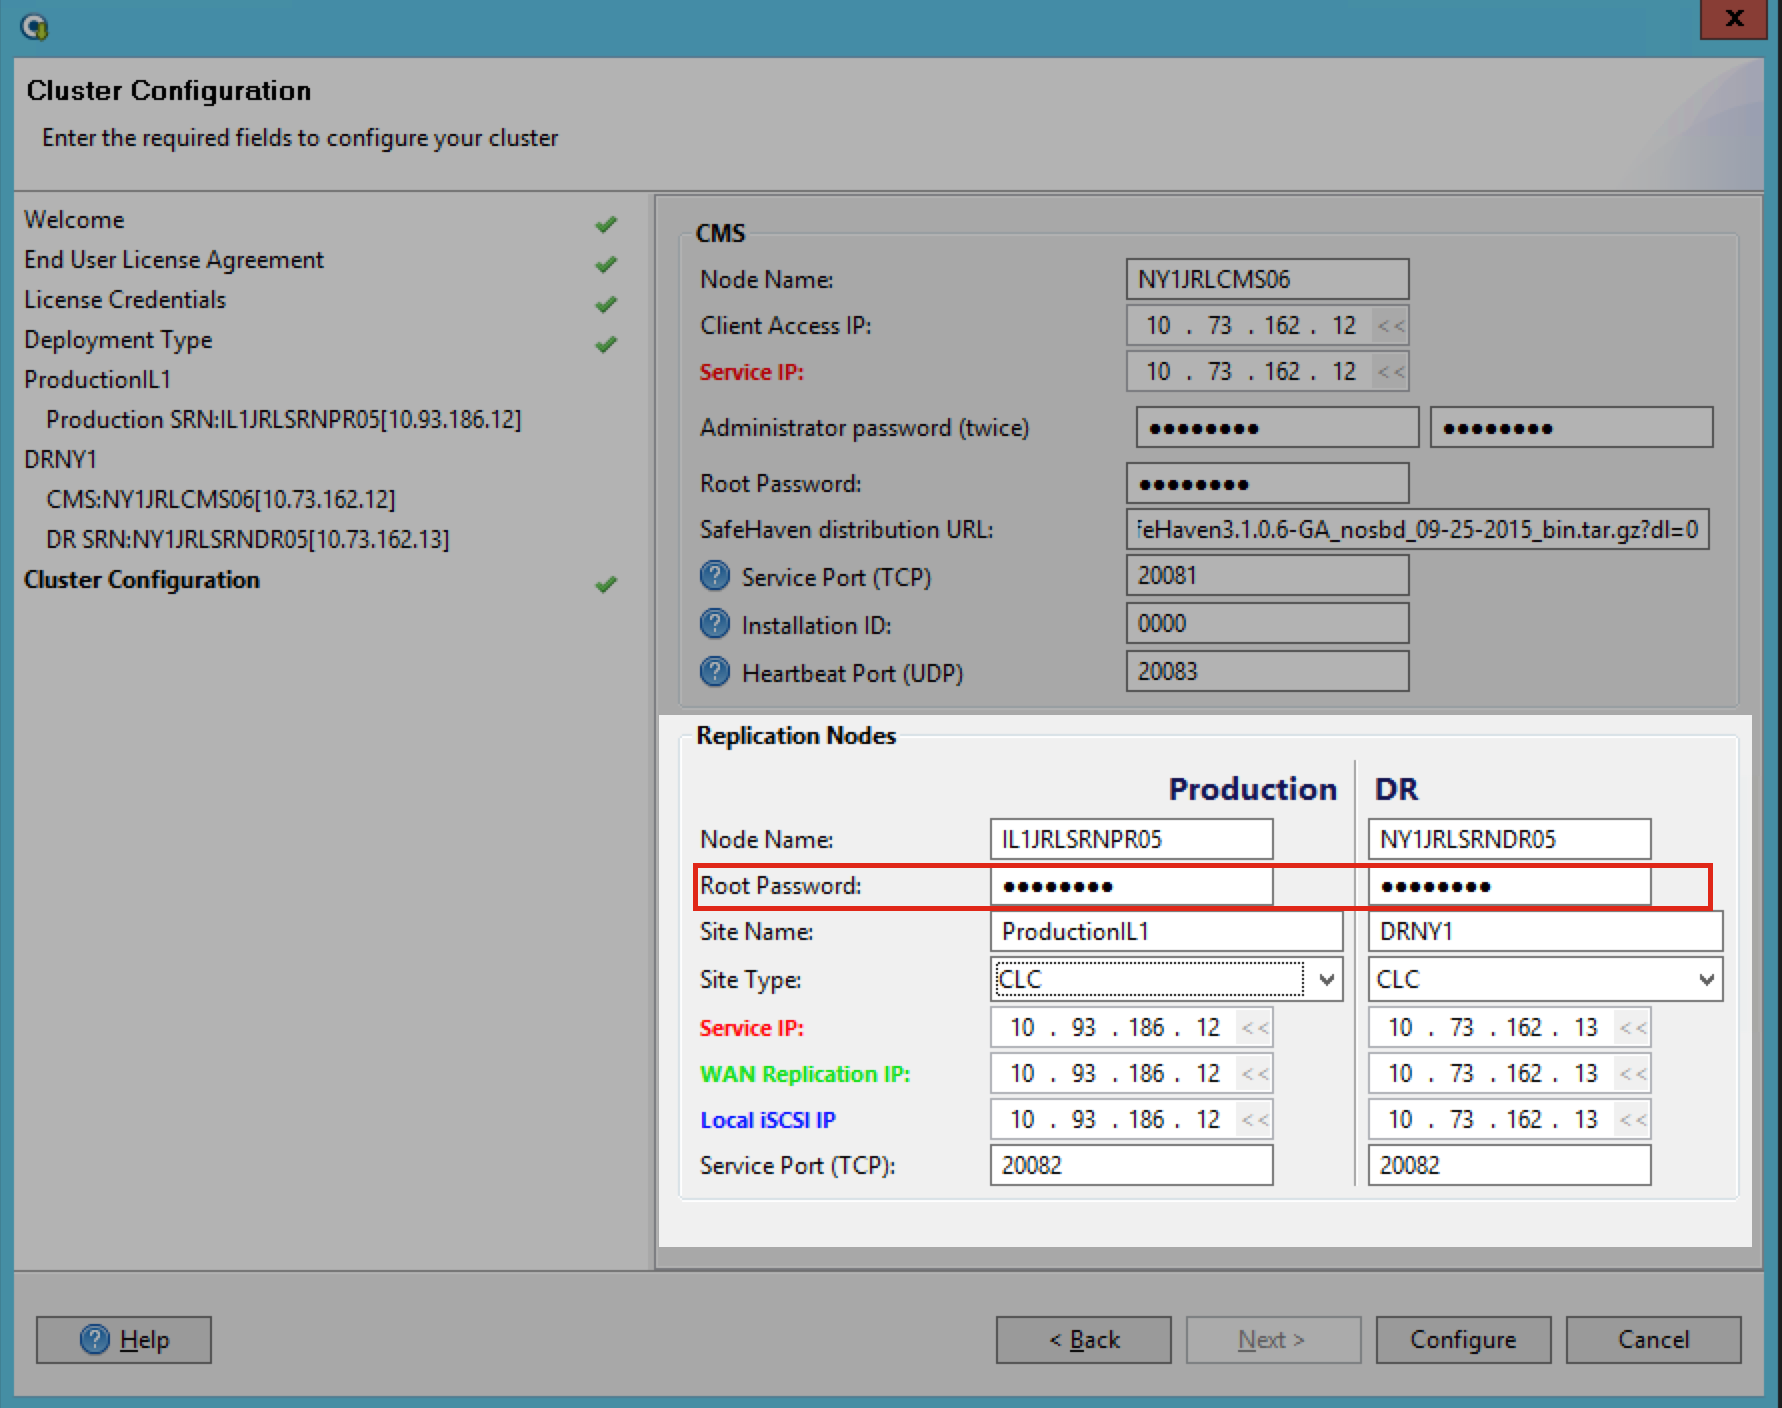 X
Cluster Configuration
Enter the required fields to configure your cluster
Welcome
End User License Agreement
License Credentials
Deployment Type
ProductionIL1
Production SRN:IL1JRLSRNPR05[10.93.186.12]
DRNY1
CMS:NY1JRLCMS06[10.73.162.12]
DR SRN:NY1JRLSRNDR05[10.73.162.13]
Cluster Configuration
CMS
Node Name: NY1JRLCMS06
Client Access IP: 10 . 73 . 162 . 12 <<
Service IP: 10 . 73 . 162 . 12 <<
Administrator password (twice) ●●●●●●●● ●●●●●●●●
Root Password: ●●●●●●●●
SafeHaven distribution URL: feHaven3.1.0.6-GA_nosbd_09-25-2015_bin.tar.gz?dl=0
? Service Port (TCP) 20081
? Installation ID: 0000
? Heartbeat Port (UDP) 20083
Replication Nodes
Production DR
Node Name: IL1JRLSRNPR05 NY1JRLSRNDR05
Root Password: ●●●●●●●● ●●●●●●●●
Site Name: ProductionIL1 DRNY1
Site Type: CLC CLC
Service IP: 10 . 93 . 186 . 12 << 10 . 73 . 162 . 13 <<
WAN Replication IP: 10 . 93 . 186 . 12 << 10 . 73 . 162 . 13 <<
Local iSCSI IP 10 . 93 . 186 . 12 << 10 . 73 . 162 . 13 <<
Service Port (TCP): 20082 20082
? Help < Back Next > Configure Cancel